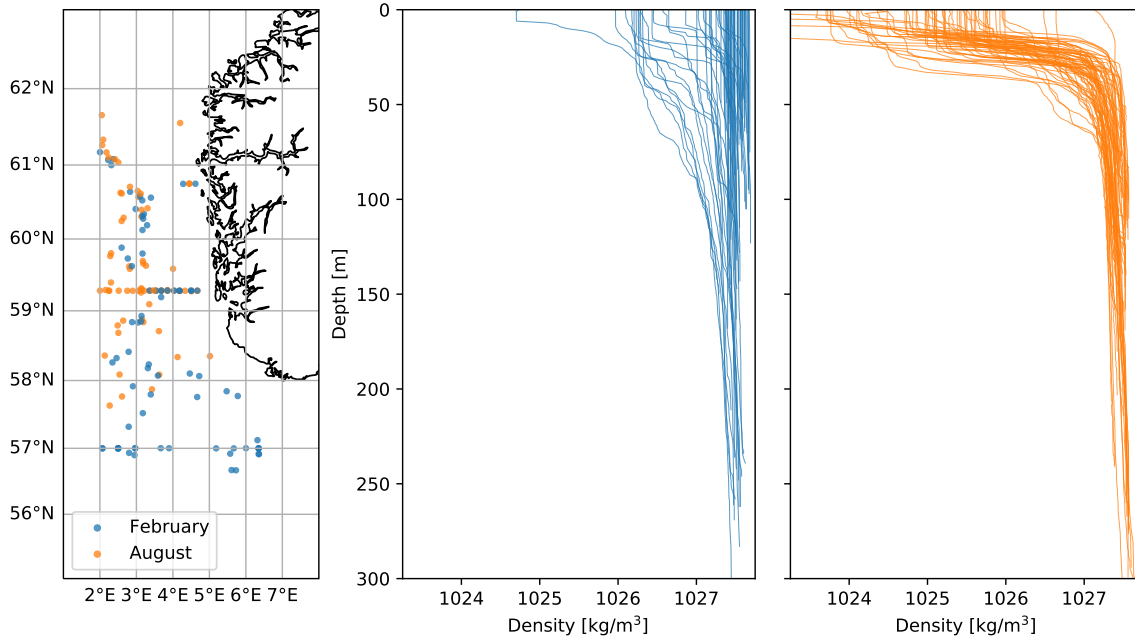 62°N
61°N
60°N
59°N
58°N
57°N
56°N
2°E 3°E 4°E 5°E 6°E 7°E
February
August
Depth [m]
0
50
100
150
200
250
300
1024 1025 1026 1027
Density [kg/m³]
1024 1025 1026 1027
Density [kg/m³]